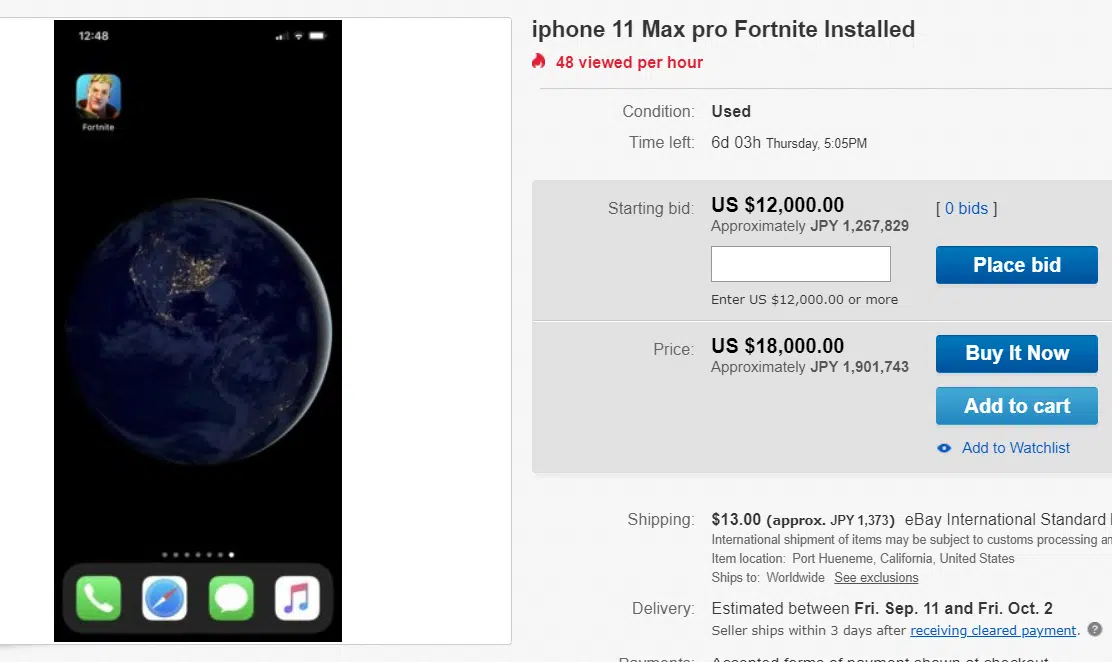 12:48
Fortnite
iphone 11 Max pro Fortnite Installed
48 viewed per hour
Condition: Used
Time left: 6d 03h Thursday, 5:05PM
Starting bid: US $12,000.00 [ 0 bids ]
Approximately JPY 1,267,829
Place bid
Enter US $12,000.00 or more
Price: US $18,000.00
Buy It Now
Approximately JPY 1,901,743
Add to cart
Add to Watchlist
Shipping: $13.00 (approx. JPY 1,373) eBay International Standard
International shipment of items may be subject to customs processing
Item location: Port Hueneme, California, United States
Ships to: Worldwide See exclusions
Delivery: Estimated between Fri. Sep. 11 and Fri. Oct. 2
Seller ships within 3 days after receiving cleared payment. ?